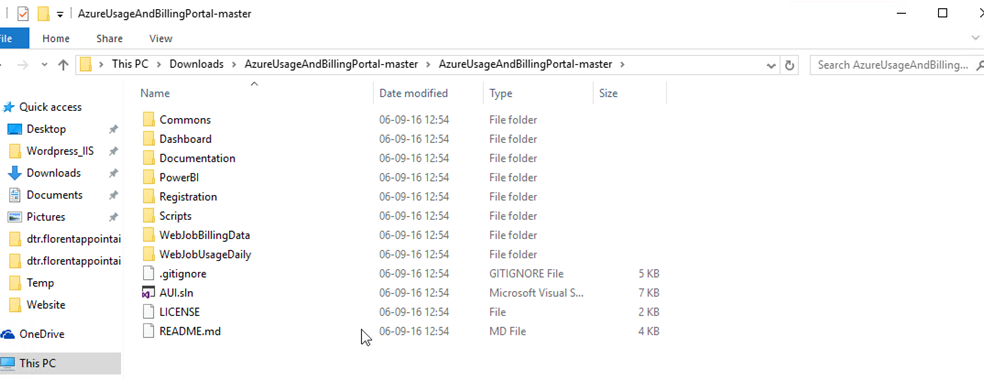 AzureUsageAndBillingPortal-master
File Home Share View
This PC Downloads AzureUsageAndBillingPortal-master AzureUsageAndBillingPortal-master Search AzureUsageAndBilling...
Name Date modified Type Size
Quick access
Desktop
Wordpress_IIS
Downloads
Documents
Pictures
dtr.florentappointai
dtr.florentappointai
Temp
Website
OneDrive
This PC
Commons 06-09-16 12:54 File folder
Dashboard 06-09-16 12:54 File folder
Documentation 06-09-16 12:54 File folder
PowerBI 06-09-16 12:54 File folder
Registration 06-09-16 12:54 File folder
Scripts 06-09-16 12:54 File folder
WebJobBillingData 06-09-16 12:54 File folder
WebJobUsageDaily 06-09-16 12:54 File folder
.gitignore 06-09-16 12:54 GITIGNORE File 5 KB
AUI.sln 06-09-16 12:54 Microsoft Visual S... 7 KB
LICENSE 06-09-16 12:54 File 2 KB
README.md 06-09-16 12:54 MD File 4 KB